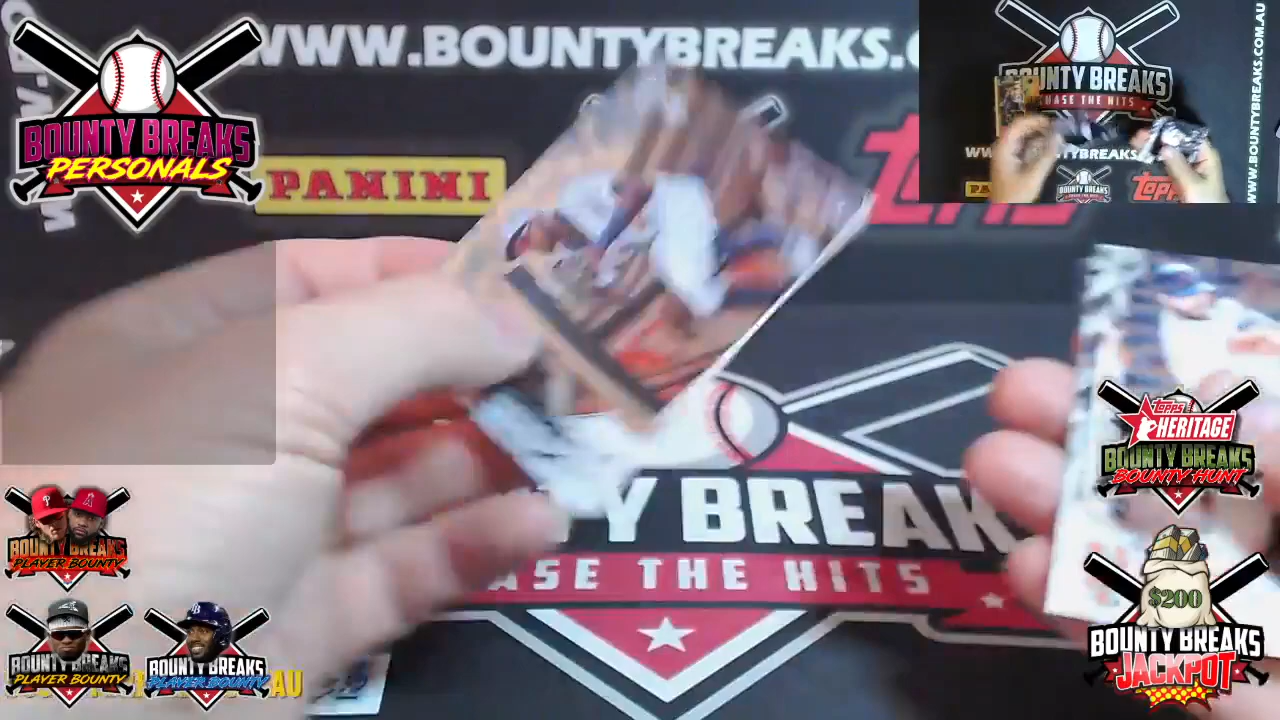 WWW.BOUNTYBREAKS.C
BOUNTY BREAKS
PERSONALS
PANINI
BOUNTY BREAKS
CHASE THE HITS
WWW.BOUNTYBREAKS.COM.AU
TOPPS
Y BREAK
ASE THE HITS
TOPPS
HERITAGE
BOUNTY BREAKS
BOUNTY HUNT
BOUNTY BREAKS
PLAYER BOUNTY
BOUNTY BREAKS
PLAYER BOUNTY
BOUNTY BREAKS
PLAYER BOUNTY
AU
$200
BOUNTY BREAKS
JACKPOT